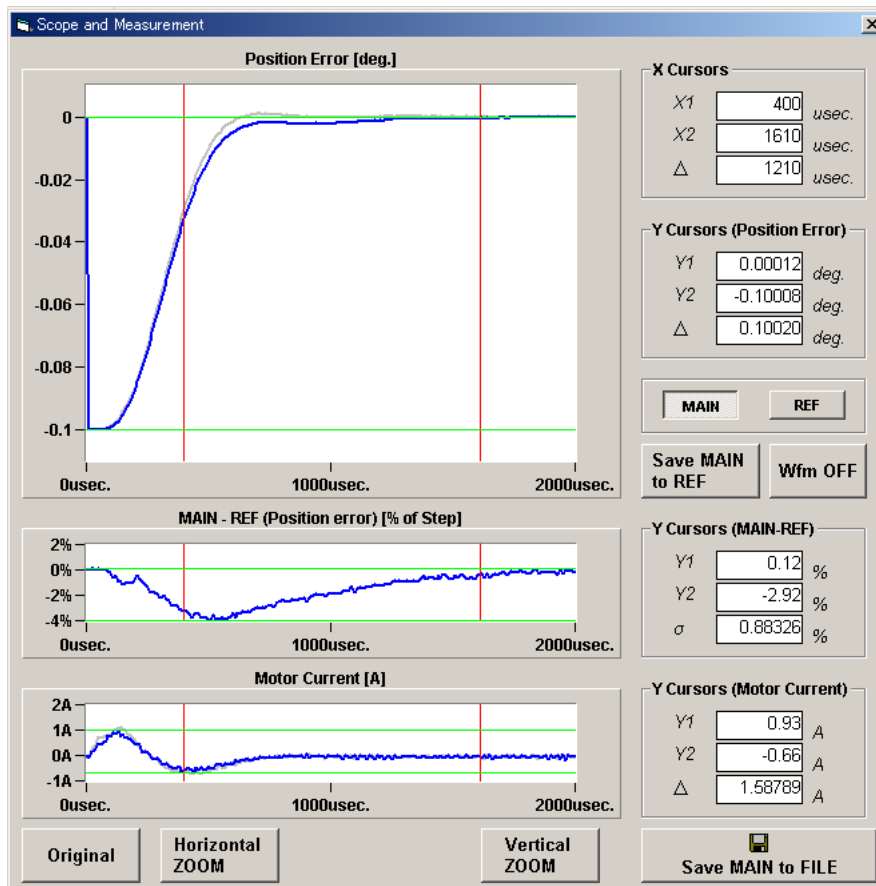 Scope and Measurement
Position Error [deg.]
0
-0.02
-0.04
-0.06
-0.08
-0.1
0usec.
1000usec.
2000usec.
MAIN - REF (Position error) [% of Step]
2%
0%
-2%
-4%
0usec.
1000usec.
2000usec.
Motor Current [A]
2A
1A
0A
-1A
0usec.
1000usec.
2000usec.
Original
Horizontal
ZOOM
Vertical
ZOOM
X Cursors
X1 400 usec.
X2 1610 usec.
Δ 1210 usec.
Y Cursors (Position Error)
Y1 0.00012 deg.
Y2 -0.10008 deg.
Δ 0.10020 deg.
MAIN
REF
Save MAIN
to REF
Wfm OFF
Y Cursors (MAIN-REF)
Y1 0.12 %
Y2 -2.92 %
σ 0.88326 %
Y Cursors (Motor Current)
Y1 0.93 A
Y2 -0.66 A
Δ 1.58789 A
Save MAIN to FILE